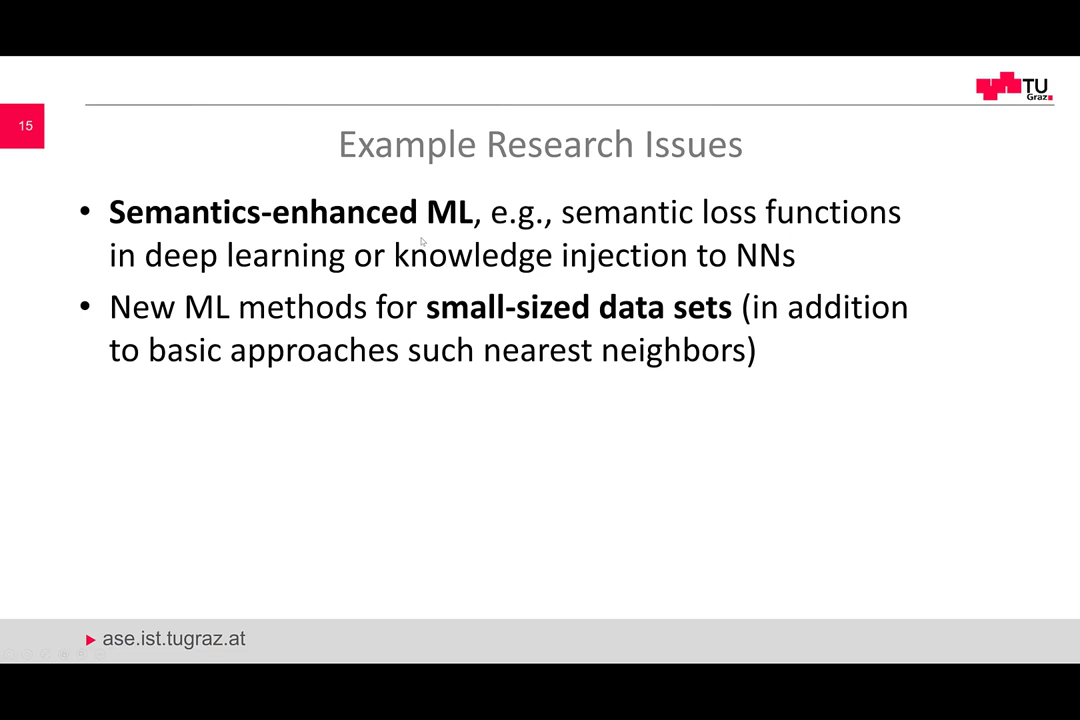 TU
Graz
15
Example Research Issues
• Semantics-enhanced ML, e.g., semantic loss functions
in deep learning or knowledge injection to NNs
• New ML methods for small-sized data sets (in addition
to basic approaches such nearest neighbors)
ase.ist.tugraz.at